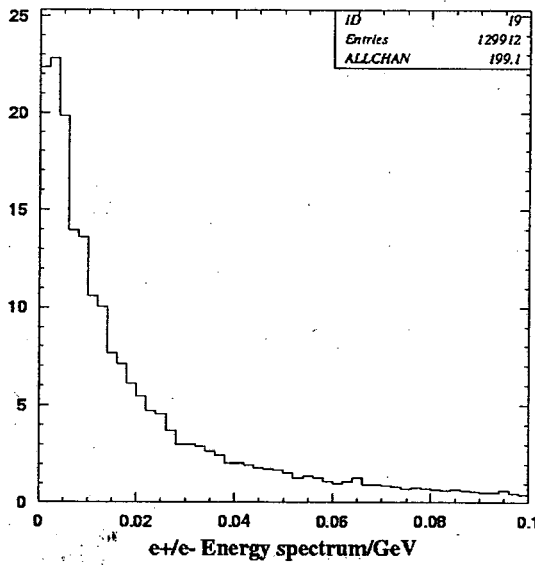 ID 19
Entries 129912
ALLCHAN 199.1
25
20
15
10
5
0
0 0.02 0.04 0.06 0.08 0.1
e+/e- Energy spectrum/GeV